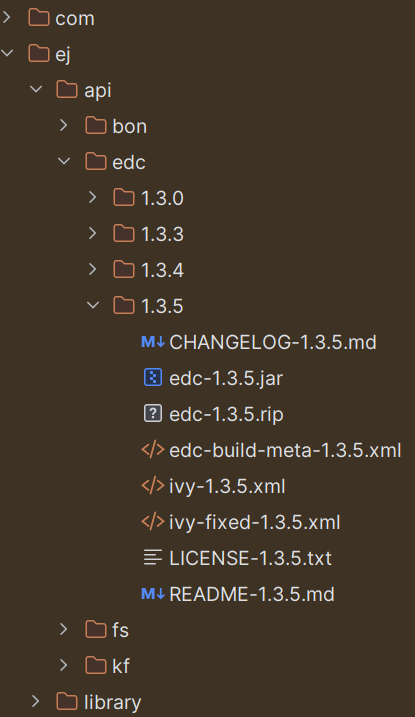 com
ej
api
bon
edc
1.3.0
1.3.3
1.3.4
1.3.5
M↓ CHANGELOG-1.3.5.md
edc-1.3.5.jar
? edc-1.3.5.rip
</> edc-build-meta-1.3.5.xml
</> ivy-1.3.5.xml
</> ivy-fixed-1.3.5.xml
LICENSE-1.3.5.txt
M↓ README-1.3.5.md
fs
kf
library